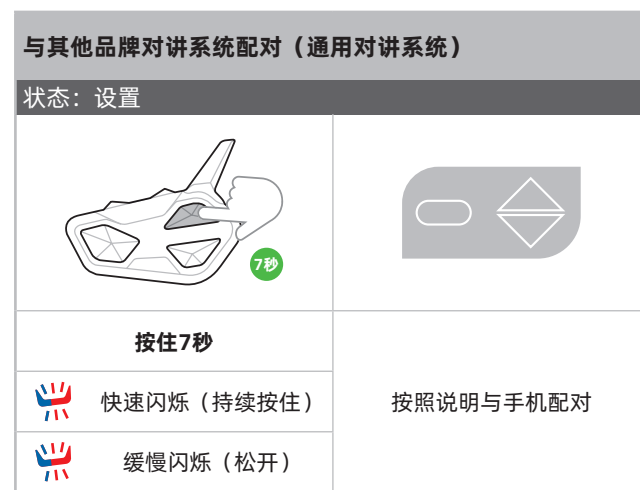 与其他品牌对讲系统配对（通用对讲系统）
状态：设置
7秒
按住7秒
快速闪烁（持续按住）
缓慢闪烁（松开）
按照说明与手机配对